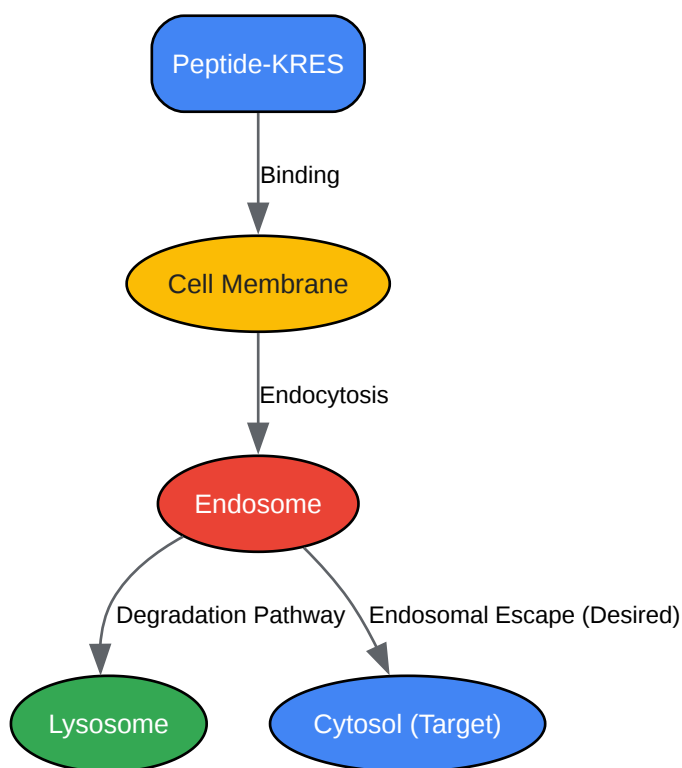 Peptide-KRES
Binding
Cell Membrane
Endocytosis
Endosome
Degradation Pathway
Endosomal Escape (Desired)
Lysosome
Cytosol (Target)